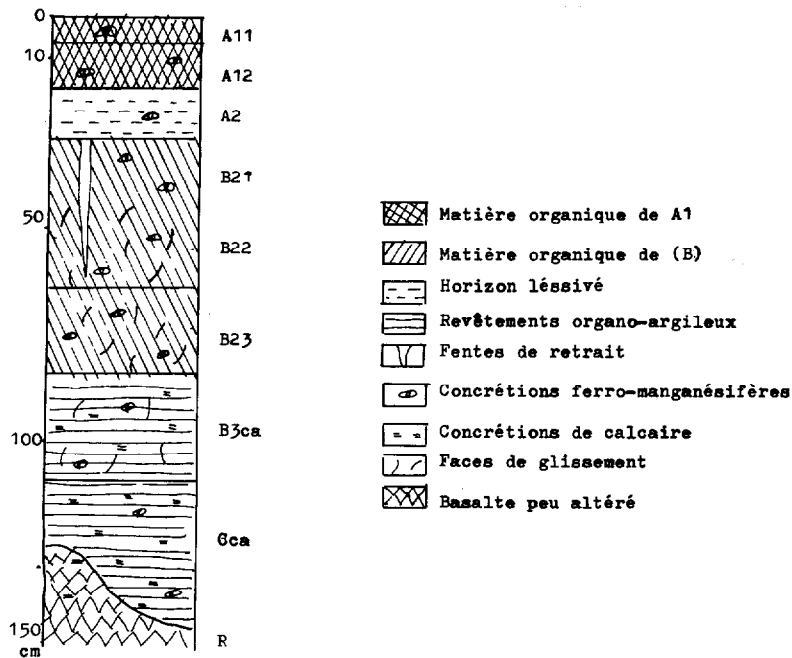 0
A11
10
A12
A2
B21
50
B22
B23
B3ca
100
Cca
150
cm
R
Matière organique de A1
Matière organique de (B)
Horizon léssivé
Revêtements organo-argileux
Fentes de retrait
Concrétions ferro-manganésifères
Concrétions de calcaire
Faces de glissement
Basalte peu altéré